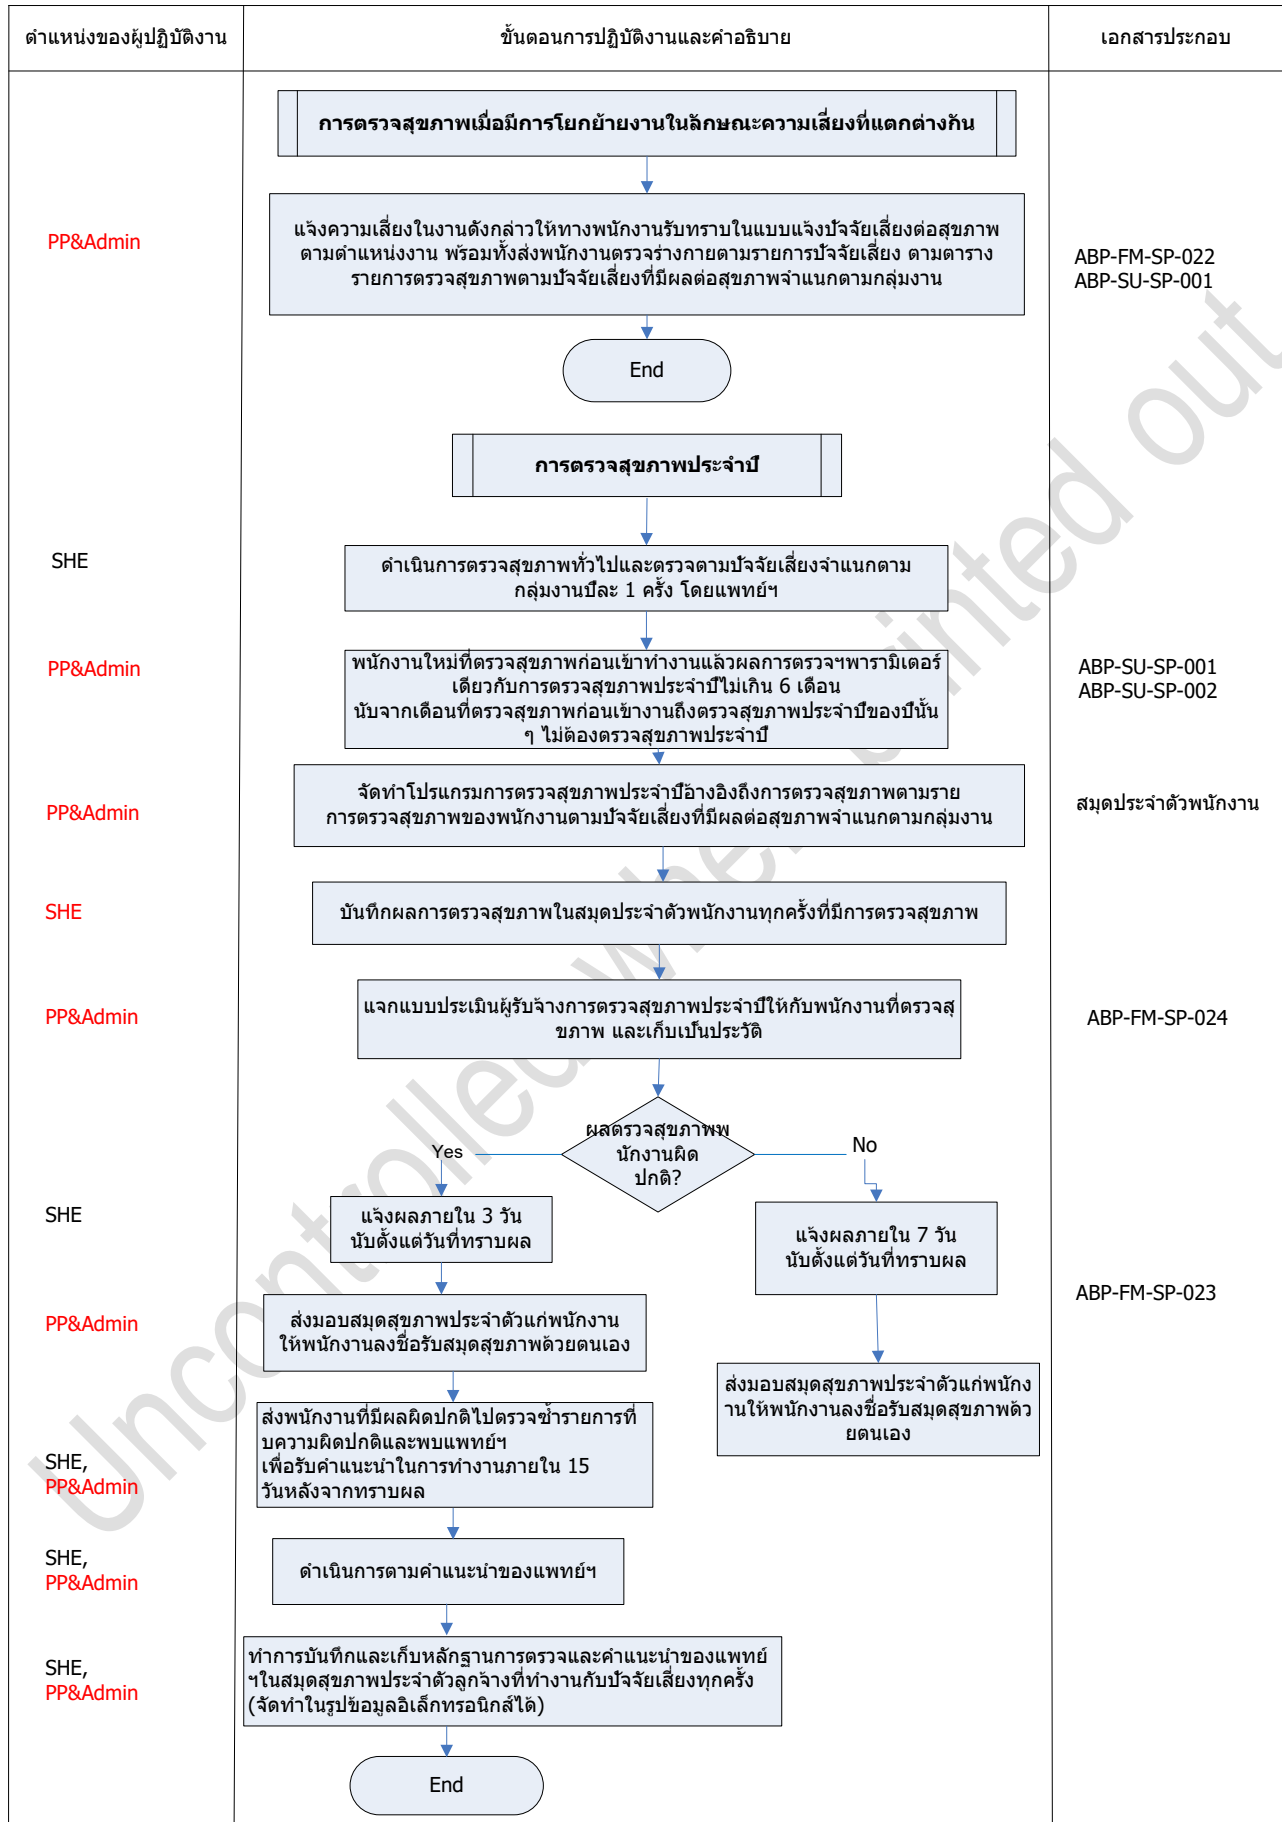 ตำแหน่งของผู้ปฏิบัติงาน
ขั้นตอนการปฏิบัติงานและคำอธิบาย
เอกสารประกอบ
การตรวจสุขภาพเมื่อมีการโยกย้ายงานในลักษณะความเสี่ยงที่แตกต่างกัน
PP&Admin
แจ้งความเสี่ยงในงานดังกล่าวให้ทางพนักงานรับทราบในแบบแจ้งปัจจัยเสี่ยงต่อสุขภาพ
ตามตำแหน่งงาน พร้อมทั้งส่งพนักงานตรวจร่างกายตามรายการปัจจัยเสี่ยง ตามตาราง
รายการตรวจสุขภาพตามปัจจัยเสี่ยงที่มีผลต่อสุขภาพจำแนกตามกลุ่มงาน
ABP-FM-SP-022
ABP-SU-SP-001
End
การตรวจสุขภาพประจำปี
SHE
ดำเนินการตรวจสุขภาพทั่วไปและตรวจตามปัจจัยเสี่ยงจำแนกตาม
กลุ่มงานปีละ 1 ครั้ง โดยแพทย์ฯ
PP&Admin
พนักงานใหม่ที่ตรวจสุขภาพก่อนเข้าทำงานแล้วผลการตรวจฯพารามิเตอร์
เดียวกับการตรวจสุขภาพประจำปีไม่เกิน 6 เดือน
นับจากเดือนที่ตรวจสุขภาพก่อนเข้างานถึงตรวจสุขภาพประจำปีของปีนั้น
ๆ ไม่ต้องตรวจสุขภาพประจำปี
ABP-SU-SP-001
ABP-SU-SP-002
PP&Admin
จัดทำโปรแกรมการตรวจสุขภาพประจำปีอ้างอิงถึงการตรวจสุขภาพตามราย
การตรวจสุขภาพของพนักงานตามปัจจัยเสี่ยงที่มีผลต่อสุขภาพจำแนกตามกลุ่มงาน
สมุดประจำตัวพนักงาน
SHE
บันทึกผลการตรวจสุขภาพในสมุดประจำตัวพนักงานทุกครั้งที่มีการตรวจสุขภาพ
PP&Admin
แจกแบบประเมินผู้รับจ้างการตรวจสุขภาพประจำปีให้กับพนักงานที่ตรวจสุ
ขภาพ และเก็บเป็นประวัติ
ABP-FM-SP-024
ผลตรวจสุขภาพพ
นักงานผิด
ปกติ?
Yes
No
SHE
แจ้งผลภายใน 3 วัน
นับตั้งแต่วันที่ทราบผล
แจ้งผลภายใน 7 วัน
นับตั้งแต่วันที่ทราบผล
ABP-FM-SP-023
PP&Admin
ส่งมอบสมุดสุขภาพประจำตัวแก่พนักงาน
ให้พนักงานลงชื่อรับสมุดสุขภาพด้วยตนเอง
ส่งมอบสมุดสุขภาพประจำตัวแก่พนักง
านให้พนักงานลงชื่อรับสมุดสุขภาพด้ว
ยตนเอง
SHE,
PP&Admin
ส่งพนักงานที่มีผลผิดปกติไปตรวจซ้ำรายการที่
บความผิดปกติและพบแพทย์ฯ
เพื่อรับคำแนะนำในการทำงานภายใน 15
วันหลังจากทราบผล
SHE,
PP&Admin
ดำเนินการตามคำแนะนำของแพทย์ฯ
SHE,
PP&Admin
ทำการบันทึกและเก็บหลักฐานการตรวจและคำแนะนำของแพทย์
ฯในสมุดสุขภาพประจำตัวลูกจ้างที่ทำงานกับปัจจัยเสี่ยงทุกครั้ง
(จัดทำในรูปข้อมูลอิเล็กทรอนิกส์ได้)
End
Uncontrolled when printed out